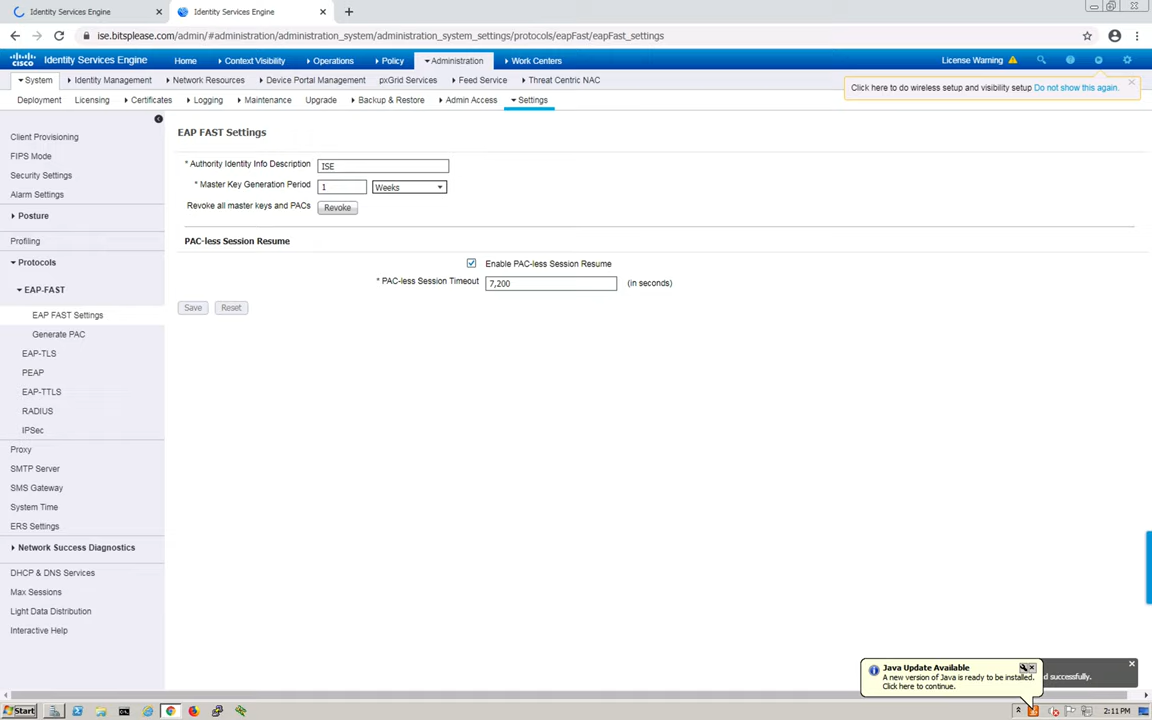 Identity Services Engine
Identity Services Engine
ise.bitsplease.com/admin/#administration/administration_system/administration_system_settings/protocols/eapFast/eapFast_settings
CISCO Identity Services Engine Home Context Visibility Operations Policy Administration Work Centers License Warning
System Identity Management Network Resources Device Portal Management pxGrid Services Feed Service Threat Centric NAC
Click here to do wireless setup and visibility setup Do not show this again.
Deployment Licensing Certificates Logging Maintenance Upgrade Backup & Restore Admin Access Settings
Client Provisioning
FIPS Mode
Security Settings
Alarm Settings
Posture
Profiling
Protocols
EAP-FAST
EAP FAST Settings
Generate PAC
EAP-TLS
PEAP
EAP-TTLS
RADIUS
IPSec
Proxy
SMTP Server
SMS Gateway
System Time
ERS Settings
Network Success Diagnostics
DHCP & DNS Services
Max Sessions
Light Data Distribution
Interactive Help
EAP FAST Settings
* Authority Identity Info Description ISE
* Master Key Generation Period 1 Weeks
Revoke all master keys and PACs Revoke
PAC-less Session Resume
Enable PAC-less Session Resume
* PAC-less Session Timeout 7,200 (in seconds)
Save Reset
Java Update Available
A new version of Java is ready to be installed.
Click here to continue.
d successfully.
Start
2:11 PM